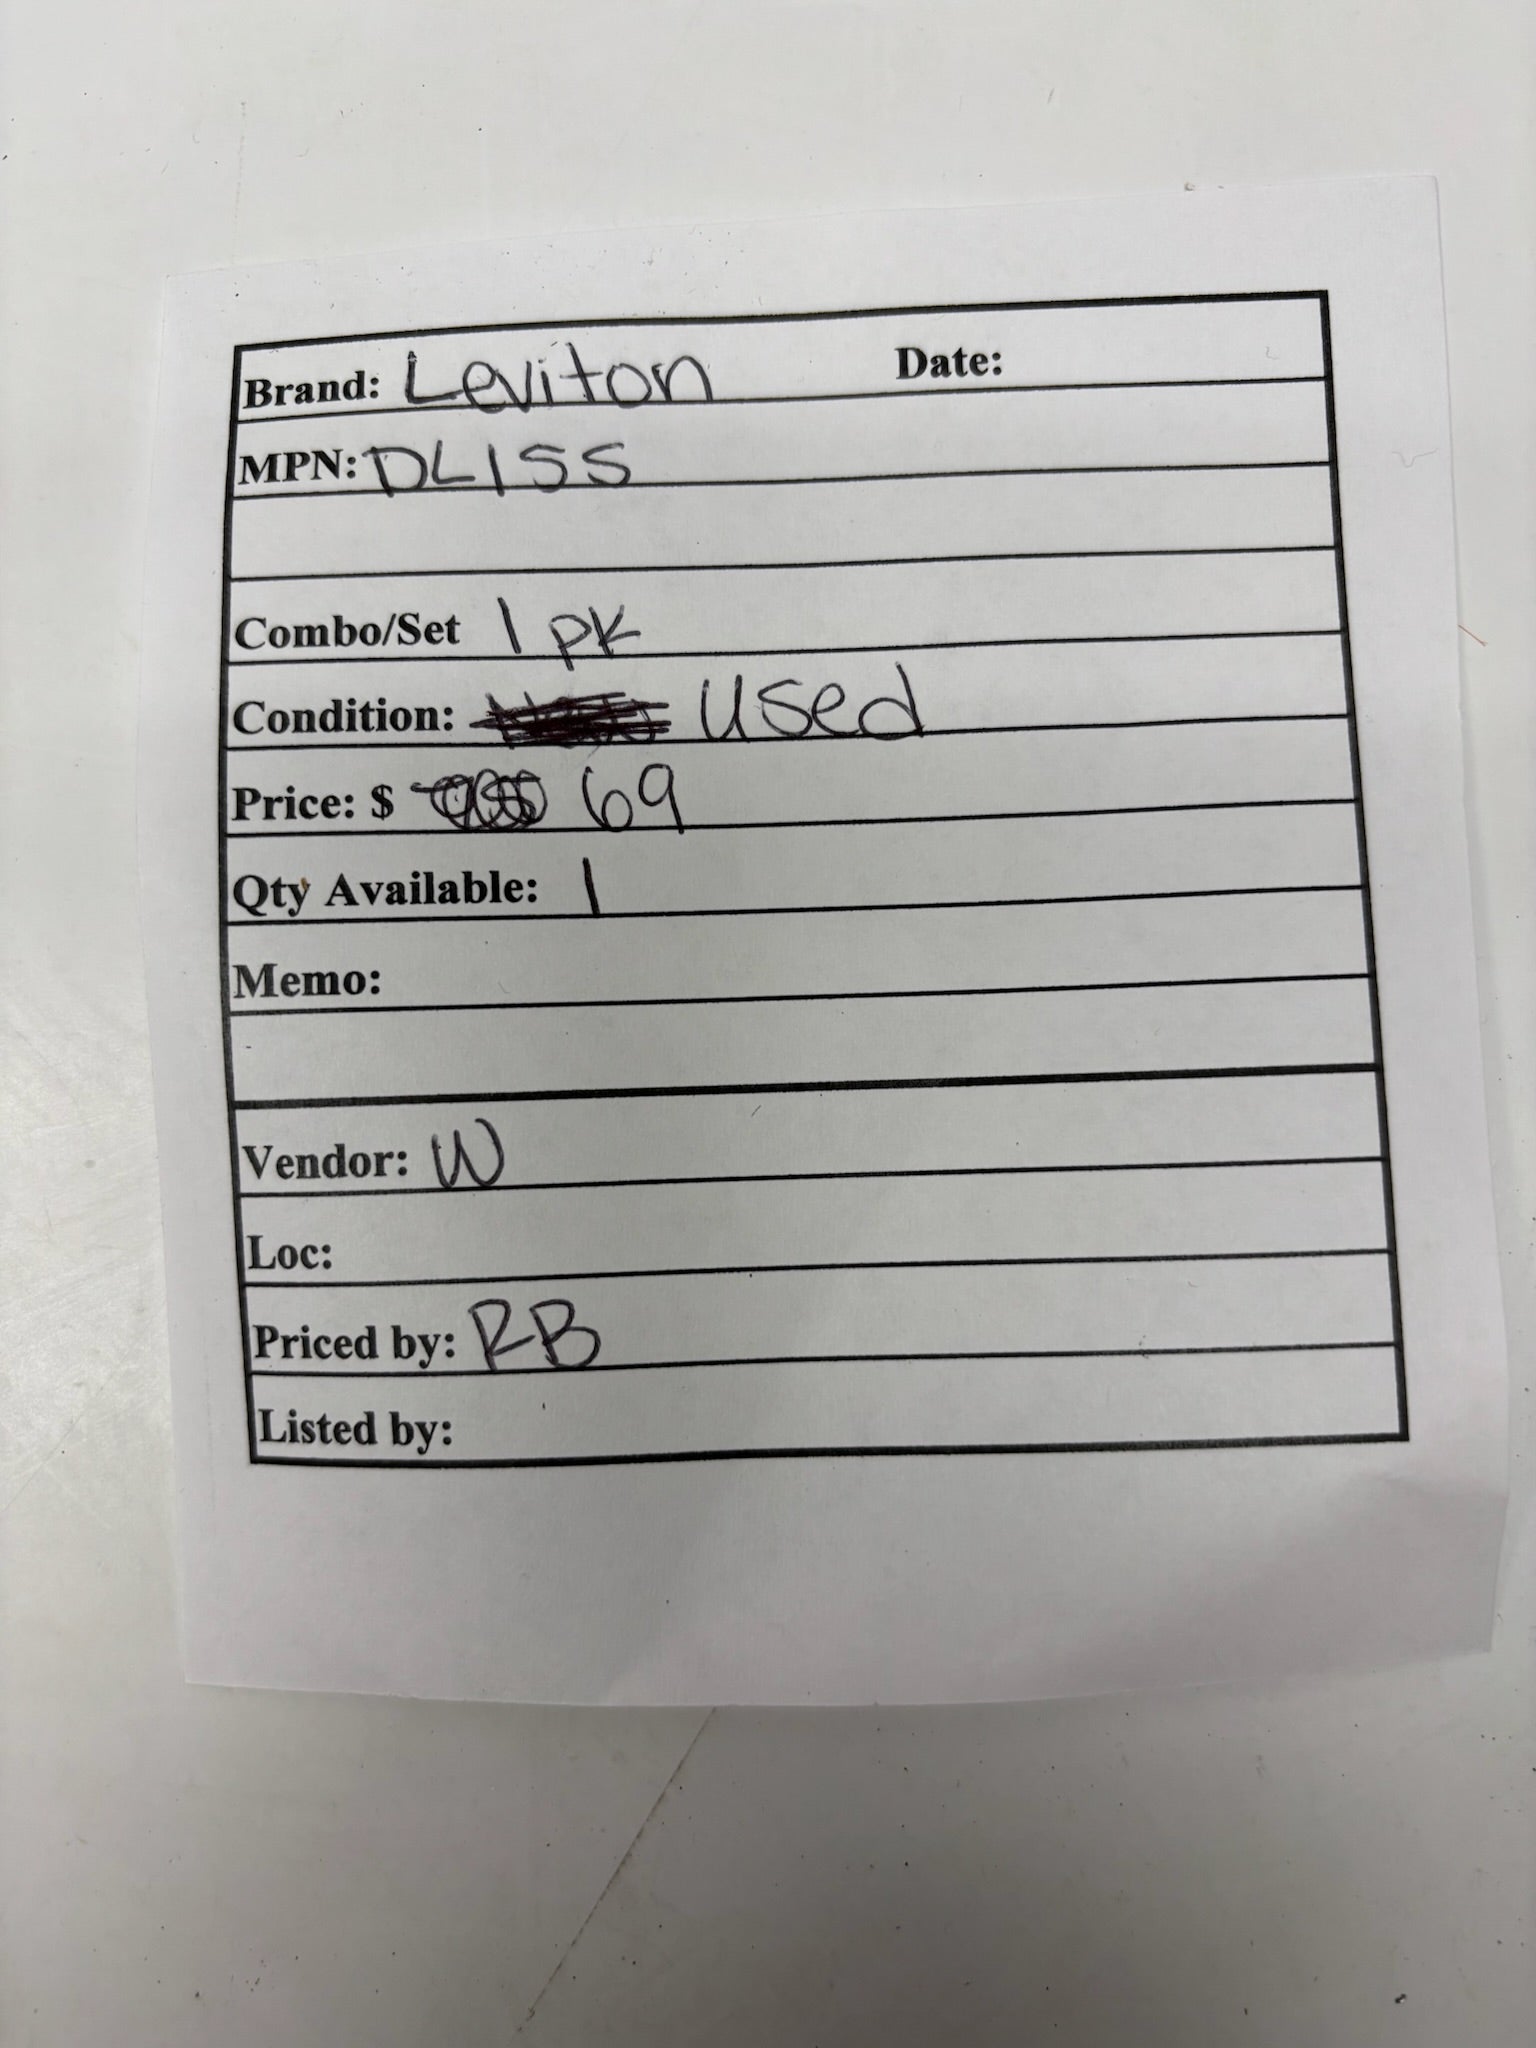 Brand: Leviton Date:
MPN: DL1SS
Combo/Set 1 pk
Condition: Used
Price: $ 69
Qty Available: 1
Memo:
Vendor: W
Loc:
Priced by: RB
Listed by: